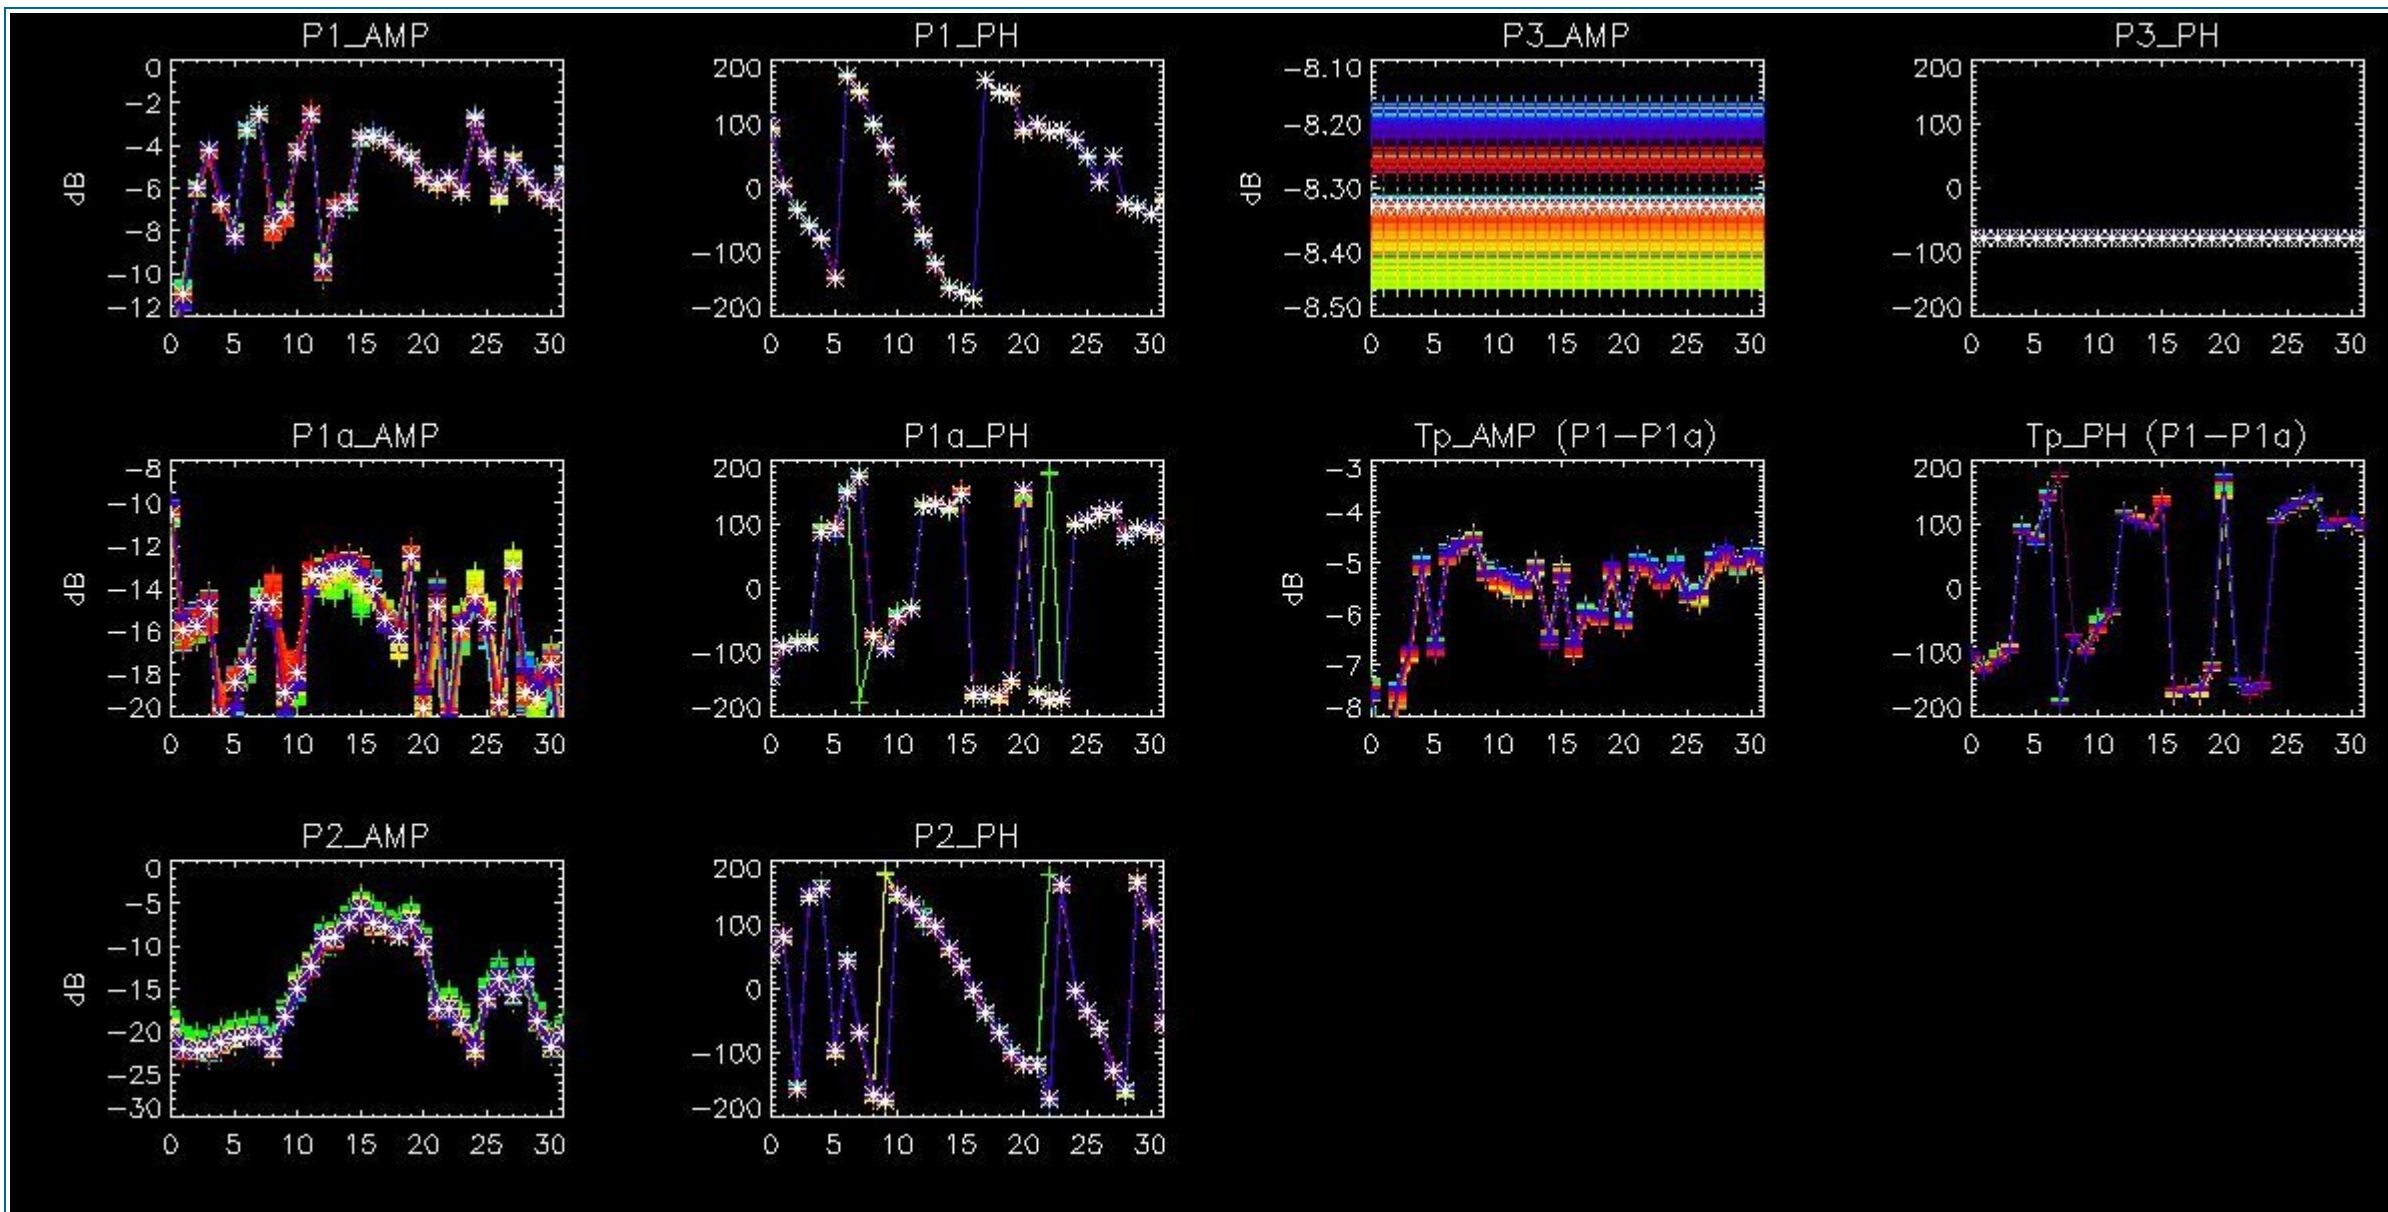 P1_AMP
0
−2
−4
−6
−8
−10
−12
dB
0 5 10 15 20 25 30
P1_PH
200
100
0
−100
−200
0 5 10 15 20 25 30
P3_AMP
−8.10
−8.20
−8.30
−8.40
−8.50
dB
0 5 10 15 20 25 30
P3_PH
200
100
0
−100
−200
0 5 10 15 20 25 30
P1a_AMP
−8
−10
−12
−14
−16
−18
−20
dB
0 5 10 15 20 25 30
P1a_PH
200
100
0
−100
−200
0 5 10 15 20 25 30
Tp_AMP (P1−P1a)
−3
−4
−5
−6
−7
−8
dB
0 5 10 15 20 25 30
Tp_PH (P1−P1a)
200
100
0
−100
−200
0 5 10 15 20 25 30
P2_AMP
0
−5
−10
−15
−20
−25
−30
dB
0 5 10 15 20 25 30
P2_PH
200
100
0
−100
−200
0 5 10 15 20 25 30